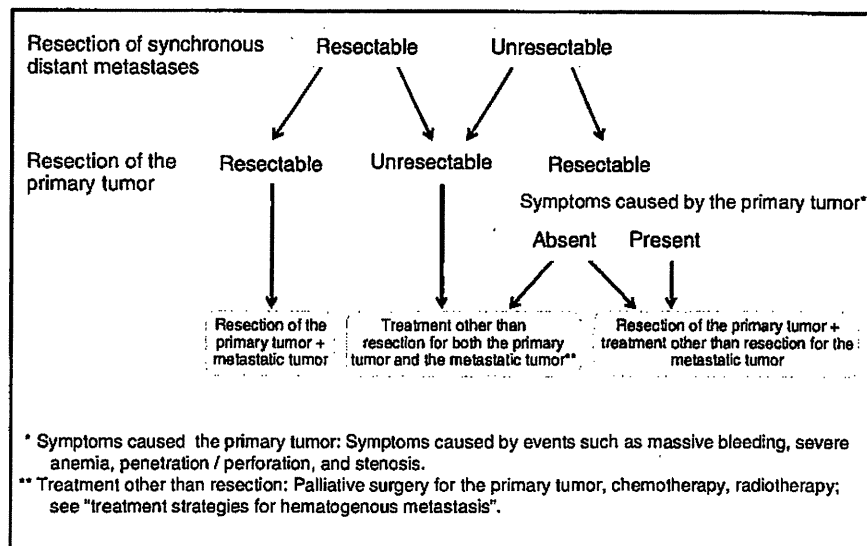 Resection of synchronous
distant metastases
Resectable
Unresectable
Resection of the
primary tumor
Resectable
Unresectable
Resectable
Symptoms caused by the primary tumor*
Absent
Present
Resection of the
primary tumor +
metastatic tumor
Treatment other than
resection for both the primary
tumor and the metastatic tumor**
Resection of the primary tumor +
treatment other than resection for the
metastatic tumor
* Symptoms caused the primary tumor: Symptoms caused by events such as massive bleeding, severe
anemia, penetration / perforation, and stenosis.
** Treatment other than resection: Palliative surgery for the primary tumor, chemotherapy, radiotherapy;
see "treatment strategies for hematogenous metastasis".